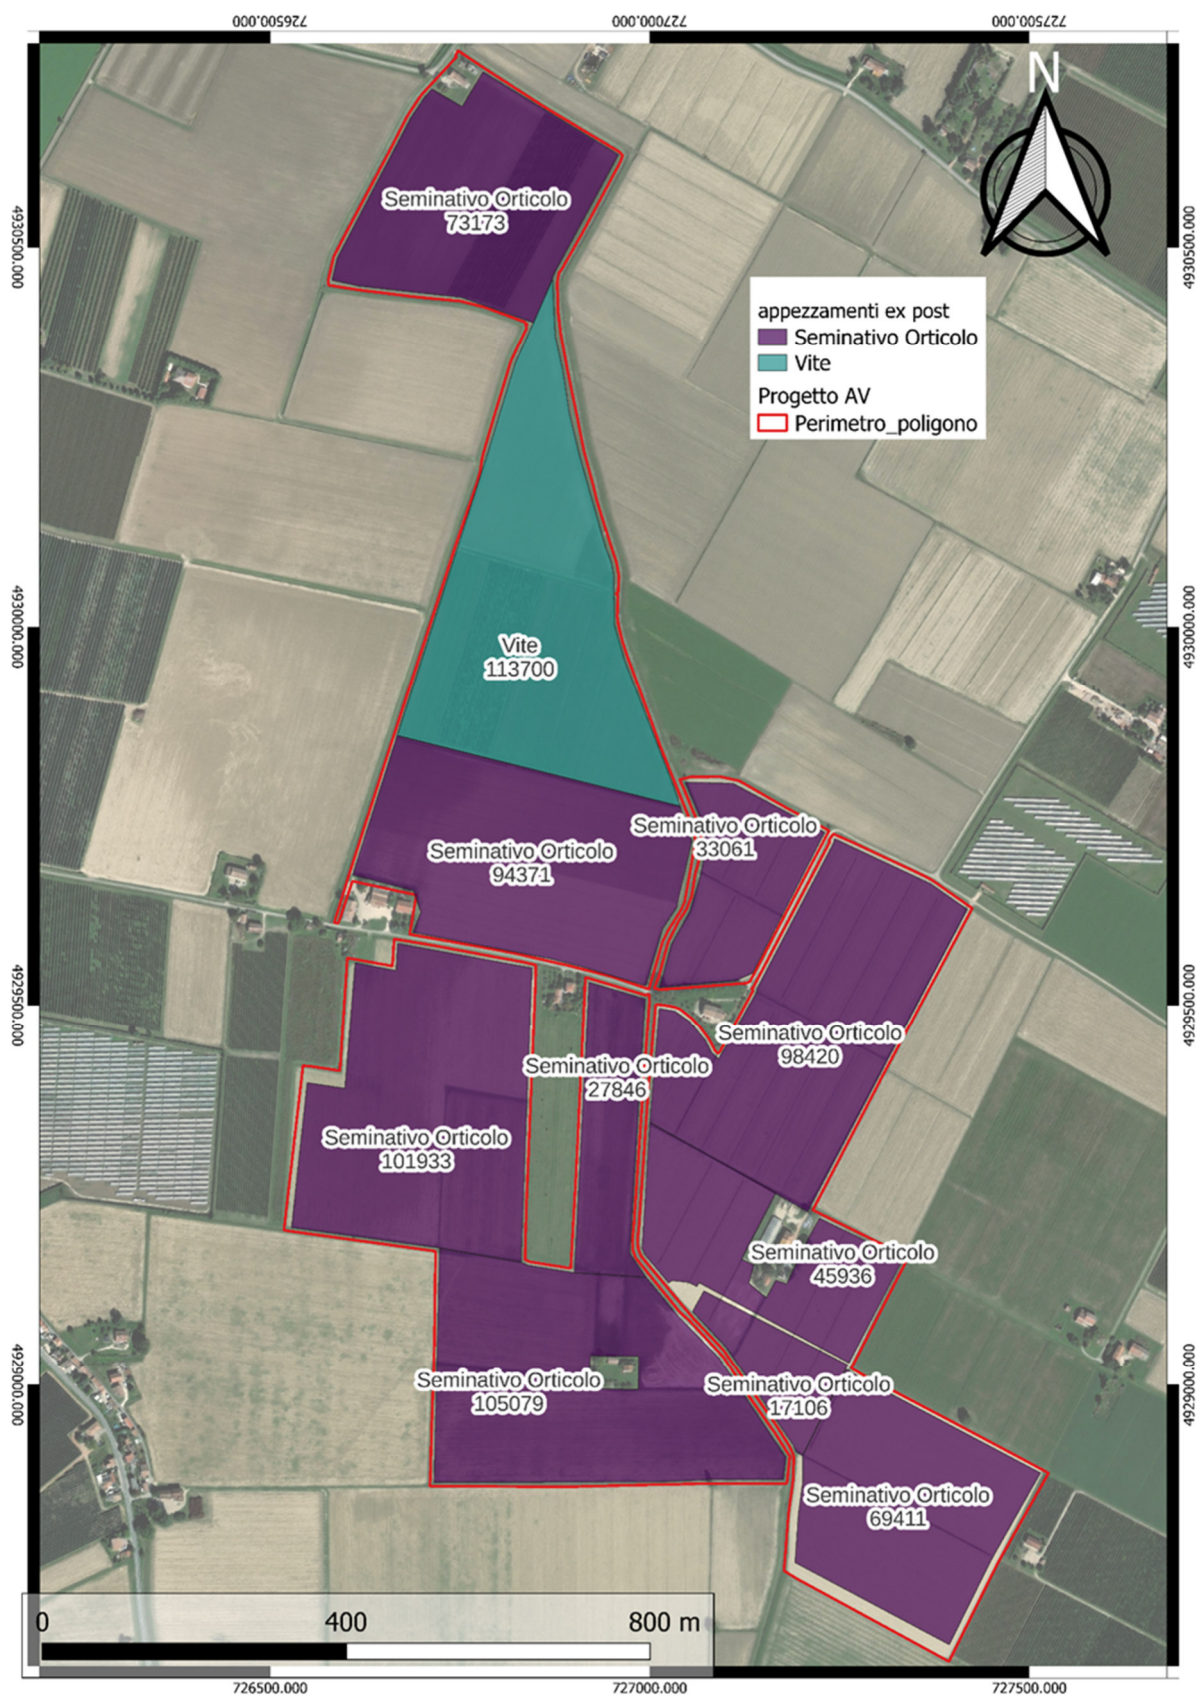 726500.000
727000.000
727500.000
N
Seminativo Orticolo
73173
4930500.000
4930500.000
appezzamenti ex post
Seminativo Orticolo
Vite
Progetto AV
Perimetro_poligono
4930000.000
4930000.000
Vite
113700
Seminativo Orticolo
33061
Seminativo Orticolo
94371
4929500.000
4929500.000
Seminativo Orticolo
98420
Seminativo Orticolo
27846
Seminativo Orticolo
101933
Seminativo Orticolo
45936
4929000.000
4929000.000
Seminativo Orticolo
105079
Seminativo Orticolo
17106
Seminativo Orticolo
69411
0
400
800 m
726500.000
727000.000
727500.000